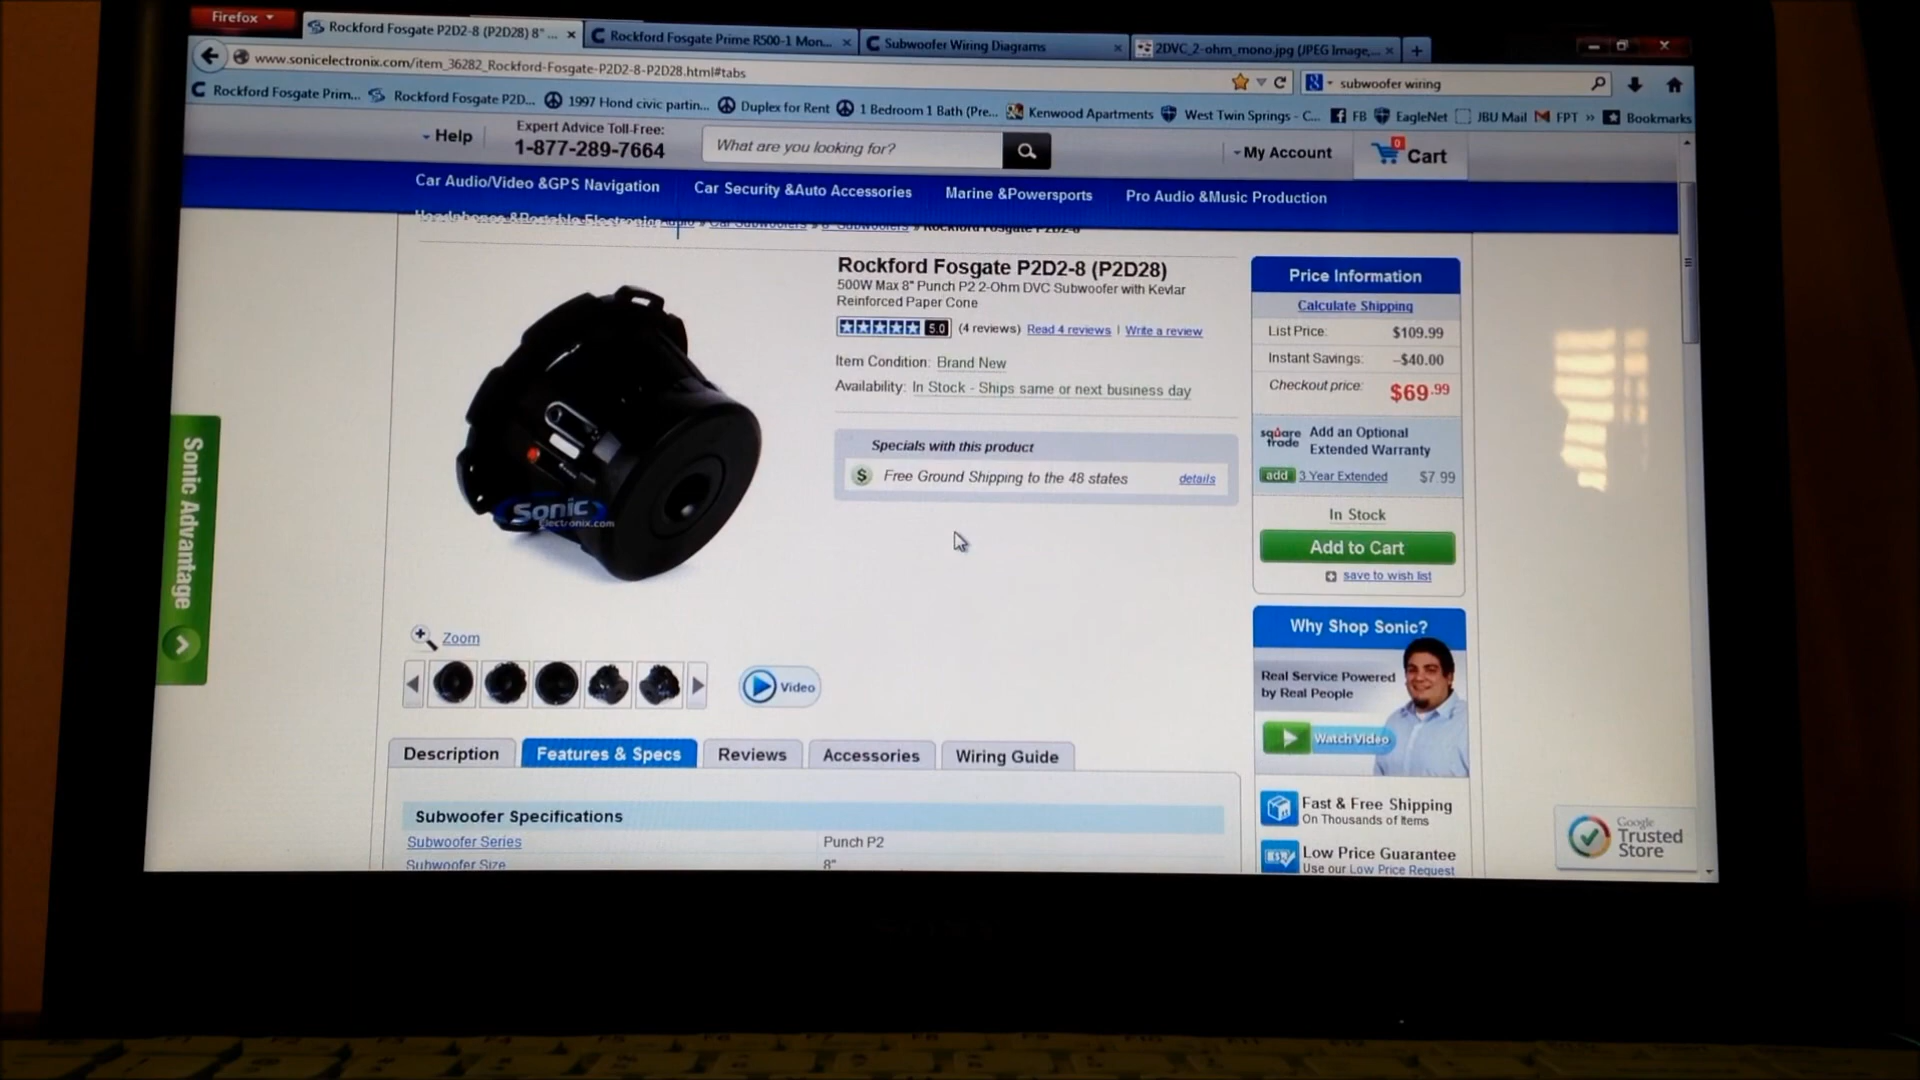 Firefox
Rockford Fosgate P2D2-8 (P2D28) 8" ...
Rockford Fosgate Prime R500-1 Mon...
Subwoofer Wiring Diagrams
2DVC_2-ohm_mono.jpg (JPEG Image,...
www.sonicelectronix.com/item_36282_Rockford-Fosgate-P2D2-8-P2D28.html#tabs
subwoofer wiring
Rockford Fosgate Prim...
Rockford Fosgate P2D...
1997 Hond civic partin...
Duplex for Rent
1 Bedroom 1 Bath (Pre...
Kenwood Apartments
West Twin Springs - C...
FB
EagleNet
JBU Mail
FPT
Bookmarks
Help
Expert Advice Toll-Free:
1-877-289-7664
What are you looking for?
My Account
0
Cart
Car Audio/Video &GPS Navigation
Car Security &Auto Accessories
Marine &Powersports
Pro Audio &Music Production
Headphones &Portable Electronics
Rockford Fosgate P2D2-8
Rockford Fosgate P2D2-8 (P2D28)
500W Max 8" Punch P2 2-Ohm DVC Subwoofer with Kevlar
Reinforced Paper Cone
5.0 (4 reviews) Read 4 reviews | Write a review
Item Condition: Brand New
Availability: In Stock - Ships same or next business day
Specials with this product
$ Free Ground Shipping to the 48 states details
Sonic
Electronix.com
Sonic Advantage
Zoom
Video
Price Information
Calculate Shipping
List Price: $109.99
Instant Savings: –$40.00
Checkout price: $69.99
square trade
Add an Optional
Extended Warranty
add 3 Year Extended $7.99
In Stock
Add to Cart
save to wish list
Why Shop Sonic?
Real Service Powered
by Real People
Watch Video
Fast & Free Shipping
On Thousands of Items
Low Price Guarantee
Use our Low Price Request
Google
Trusted
Store
Description
Features & Specs
Reviews
Accessories
Wiring Guide
Subwoofer Specifications
Subwoofer Series Punch P2
Subwoofer Size 8"